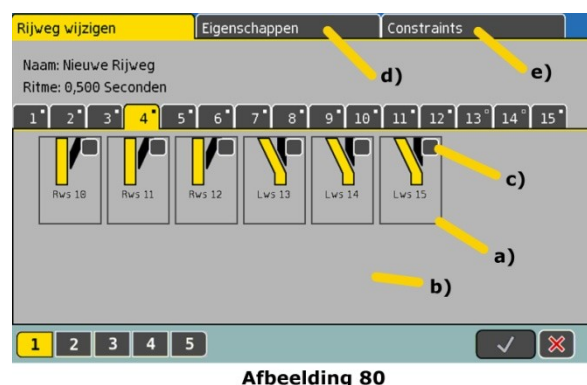 Rijweg wijzigen Eigenschappen Constraints
d)
e)
Naam: Nieuwe Rijweg
Ritme: 0,500 Seconden
1 2 3 4 5 6 7 8 9 10 11 12 13 14 15
c)
Rws 10 Rws 11 Rws 12 Lws 13 Lws 14 Lws 15
a)
b)
1 2 3 4 5
Afbeelding 80